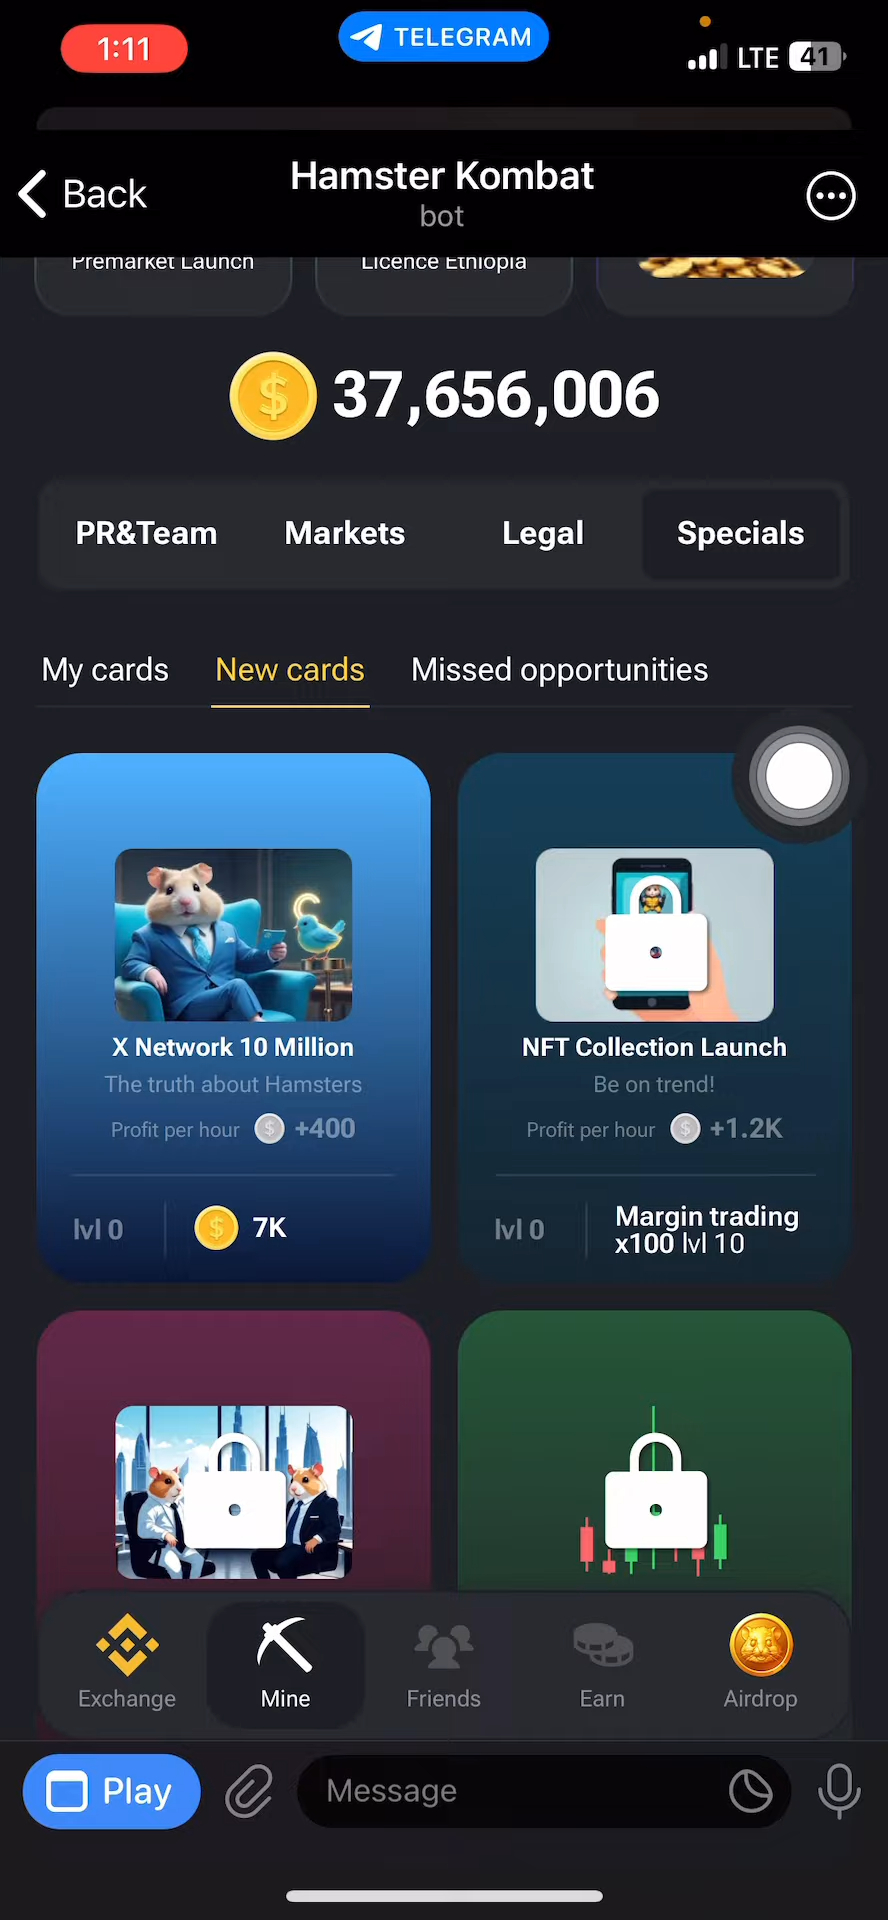 1:11
TELEGRAM
LTE
41
Back
Hamster Kombat
bot
Premarket Launch
Licence Ethiopia
37,656,006
PR&Team
Markets
Legal
Specials
My cards
New cards
Missed opportunities
X Network 10 Million
The truth about Hamsters
Profit per hour
+400
lvl 0
7K
NFT Collection Launch
Be on trend!
Profit per hour
+1.2K
lvl 0
Margin trading
x100 lvl 10
Exchange
Mine
Friends
Earn
Airdrop
Play
Message